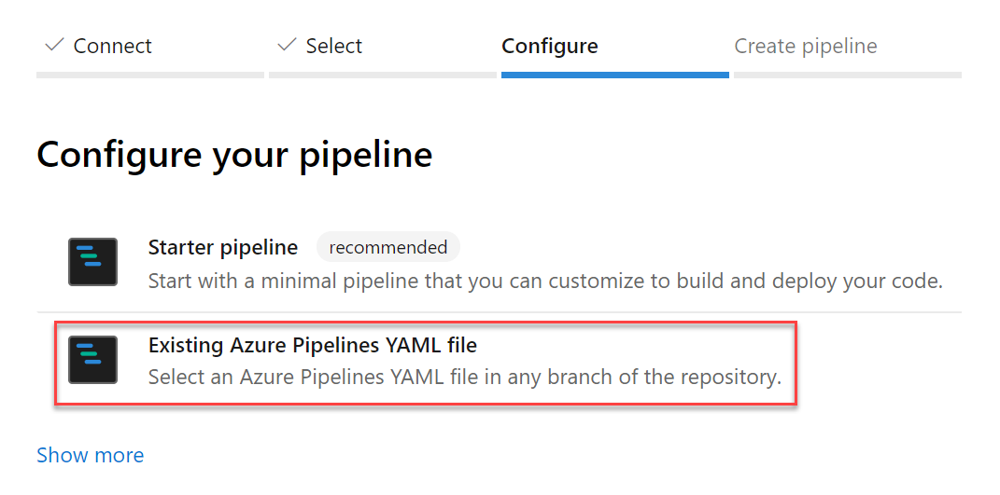 Connect Select Configure Create pipeline
Configure your pipeline
Starter pipeline recommended
Start with a minimal pipeline that you can customize to build and deploy your code.
Existing Azure Pipelines YAML file
Select an Azure Pipelines YAML file in any branch of the repository.
Show more